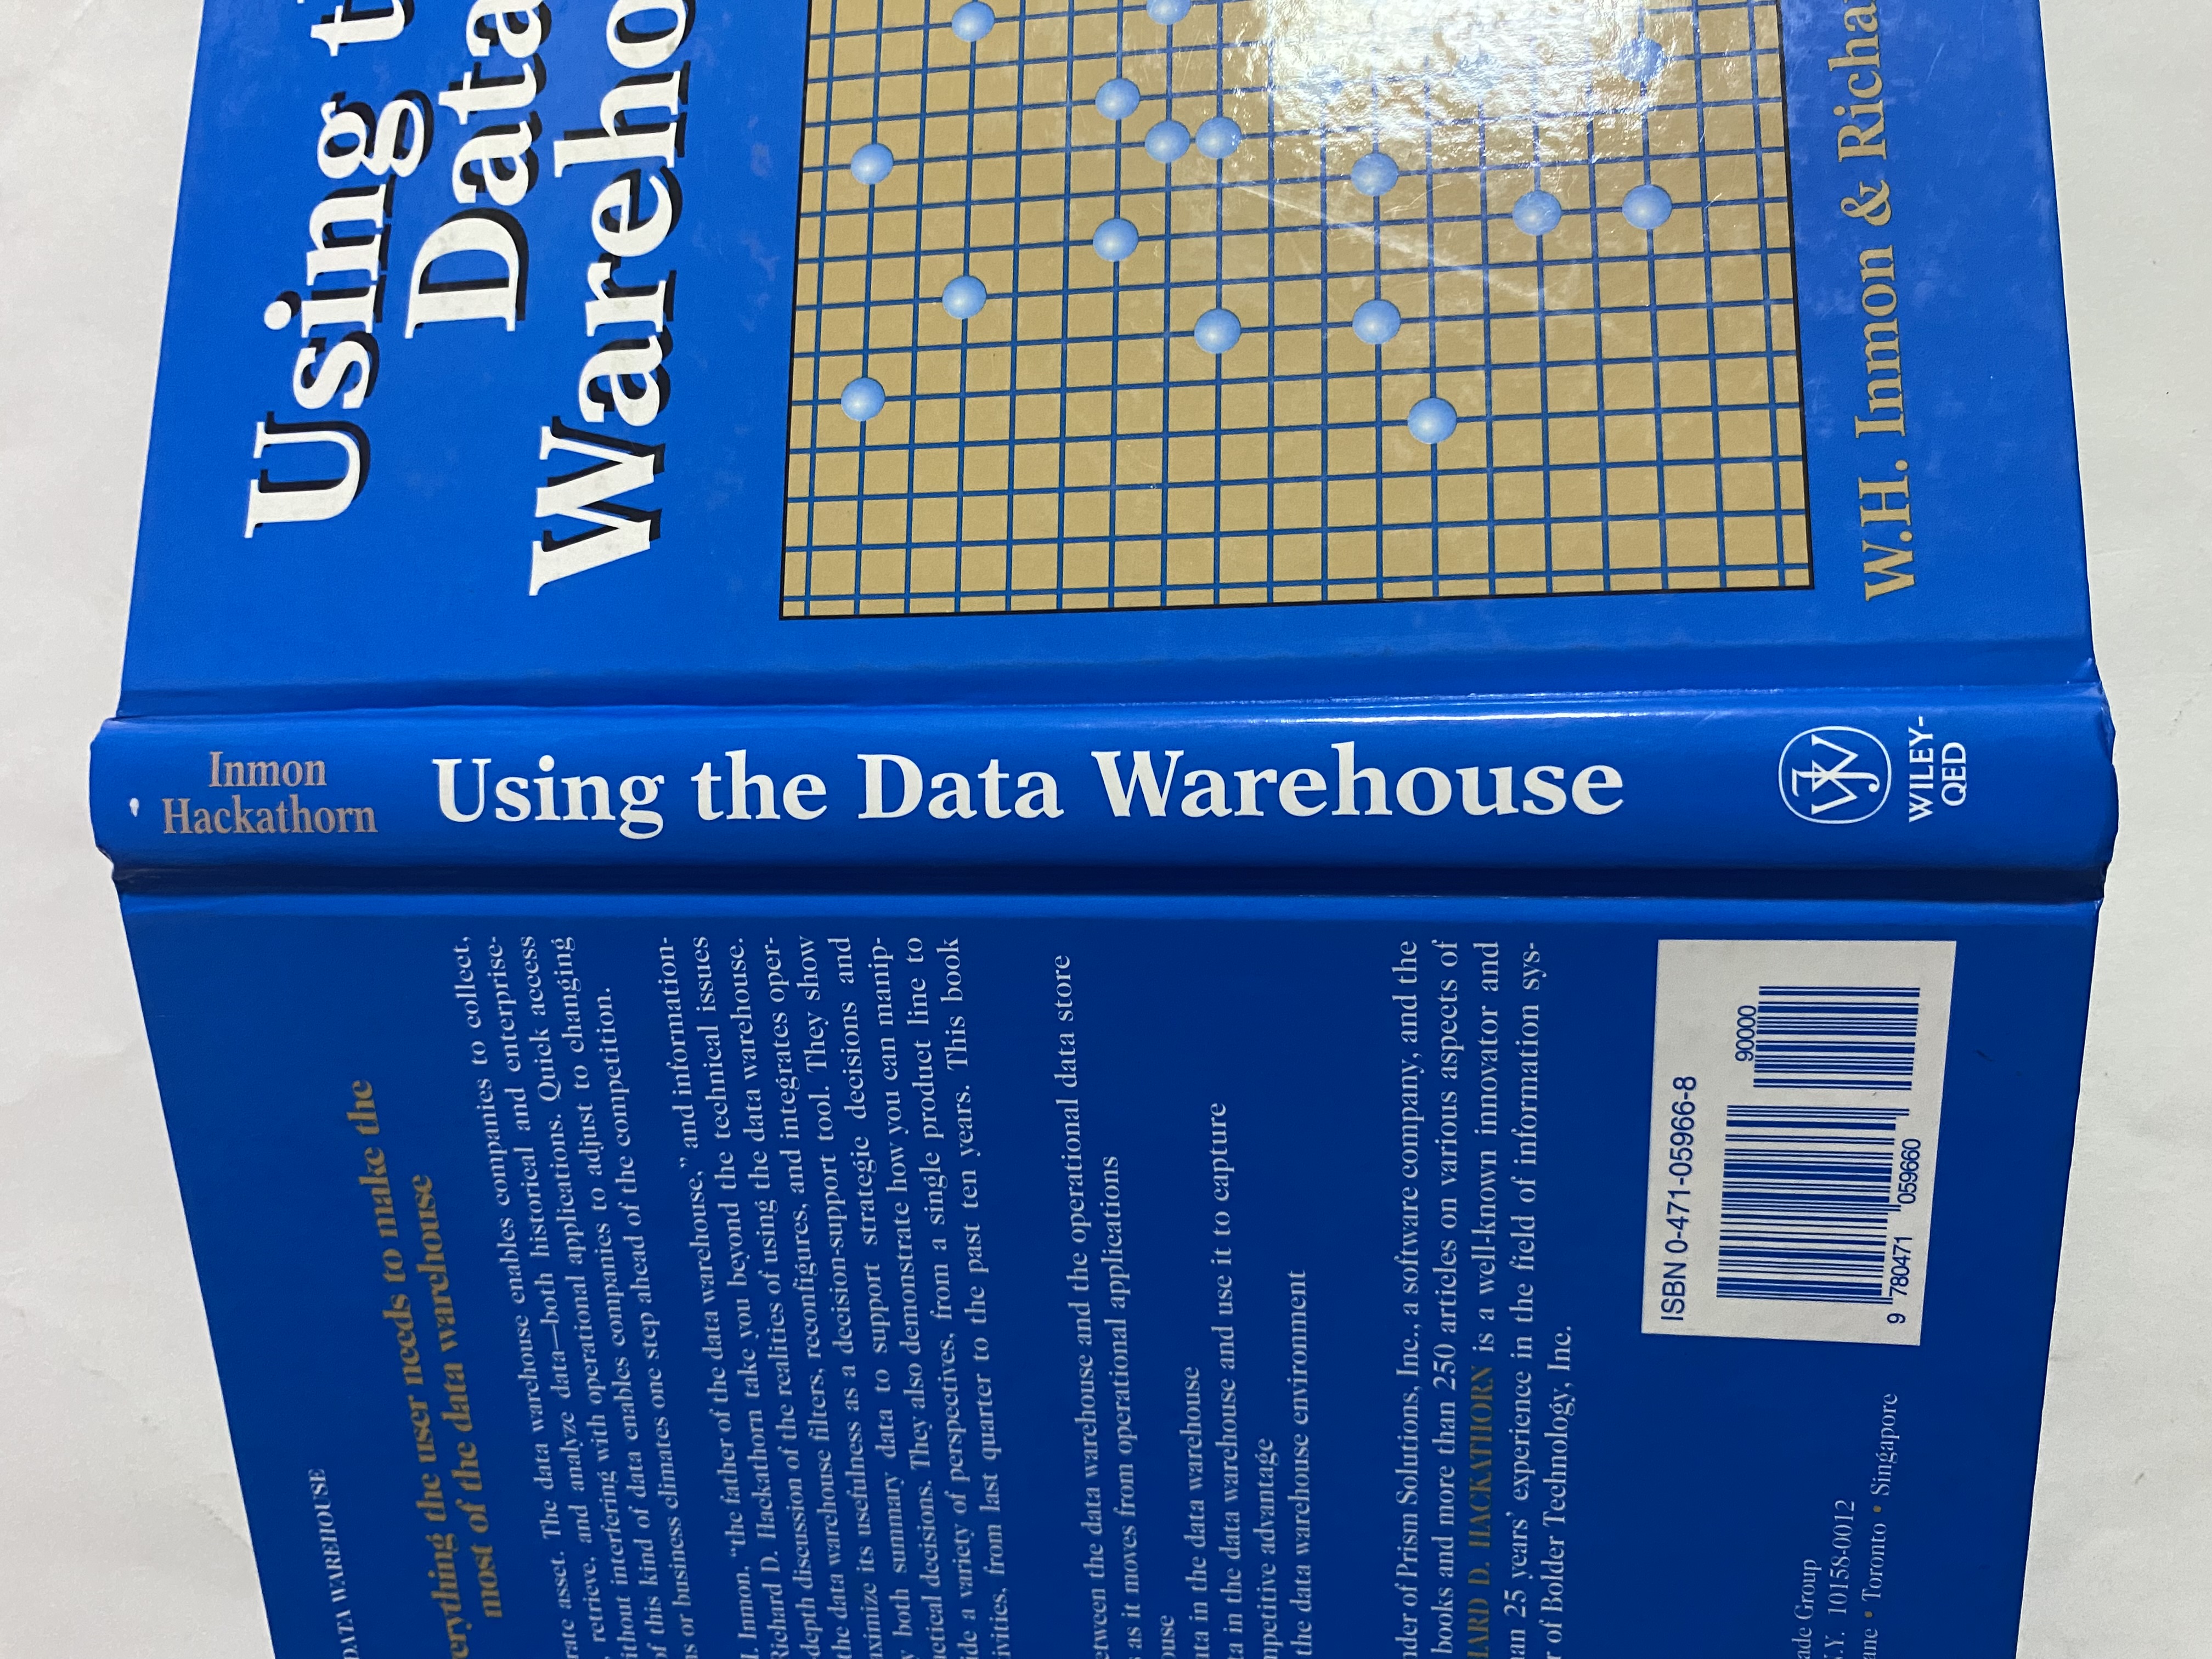 DATA WAREHOUSE
erything the user needs to make the
most of the data warehouse
rate asset. The data warehouse enables companies to collect,
, retrieve, and analyze data—both historical and enterprise-
ithout interfering with operational applications. Quick access
of this kind of data enables companies to adjust to changing
ns or business climates one step ahead of the competition.
I. Inmon, “the father of the data warehouse,” and information-
Richard D. Hackathorn take you beyond the technical issues
-depth discussion of the realities of using the data warehouse.
the data warehouse filters, reconfigures, and integrates oper-
aximize its usefulness as a decision-support tool. They show
y both summary data to support strategic decisions and
actical decisions. They also demonstrate how you can manip-
ide a variety of perspectives, from a single product line to
ivities, from last quarter to the past ten years. This book
etween the data warehouse and the operational data store
s as it moves from operational applications
ouse
ata in the data warehouse
ta in the data warehouse and use it to capture
mpetitive advantage
the data warehouse environment
nder of Prism Solutions, Inc., a software company, and the
books and more than 250 articles on various aspects of
HARD D. HACKATHORN is a well-known innovator and
an 25 years’ experience in the field of information sys-
r of Bolder Technology, Inc.
ISBN 0-471-05966-8
90000
9 780471 059660
ade Group
N.Y. 10158-0012
ane • Toronto • Singapore
Inmon
Hackathorn
Using the Data Warehouse
WILEY-
QED
Using t
Data
Wareho
W.H. Inmon & Richa